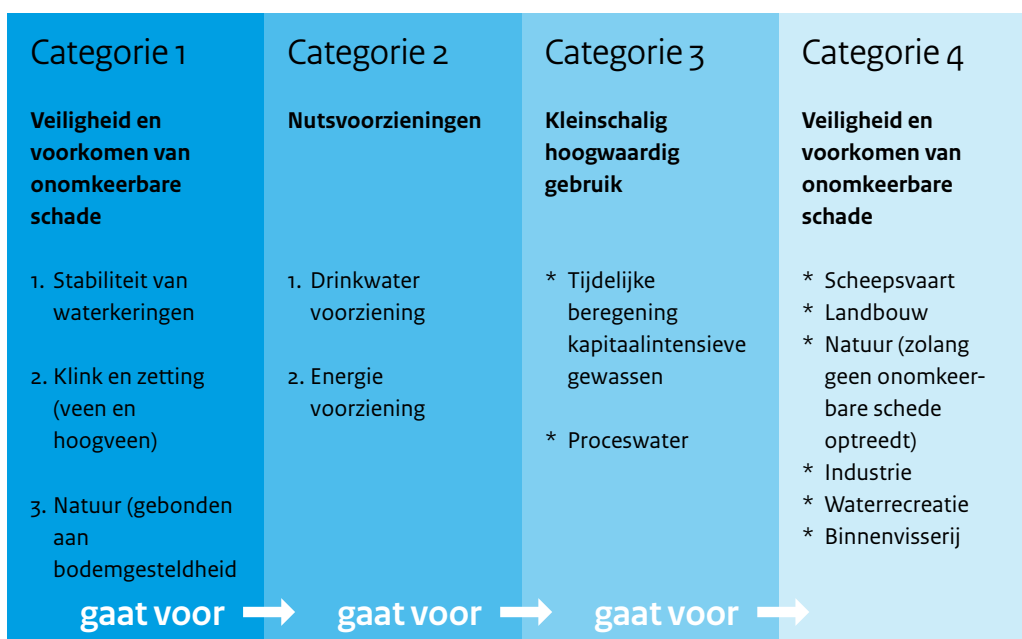 Categorie 1
Veiligheid en
voorkomen van
onomkeerbare
schade
1. Stabiliteit van
waterkeringen
2. Klink en zetting
(veen en
hoogveen)
3. Natuur (gebonden
aan
bodemgesteldheid
gaat voor
Categorie 2
Nutsvoorzieningen
1. Drinkwater
voorziening
2. Energie
voorziening
gaat voor
Categorie 3
Kleinschalig
hoogwaardig
gebruik
* Tijdelijke
beregening
kapitaalintensieve
gewassen
* Proceswater
gaat voor
Categorie 4
Veiligheid en
voorkomen van
onomkeerbare
schade
* Scheepsvaart
* Landbouw
* Natuur (zolang
geen onomkeer-
bare schede
optreedt)
* Industrie
* Waterrecreatie
* Binnenvisserij